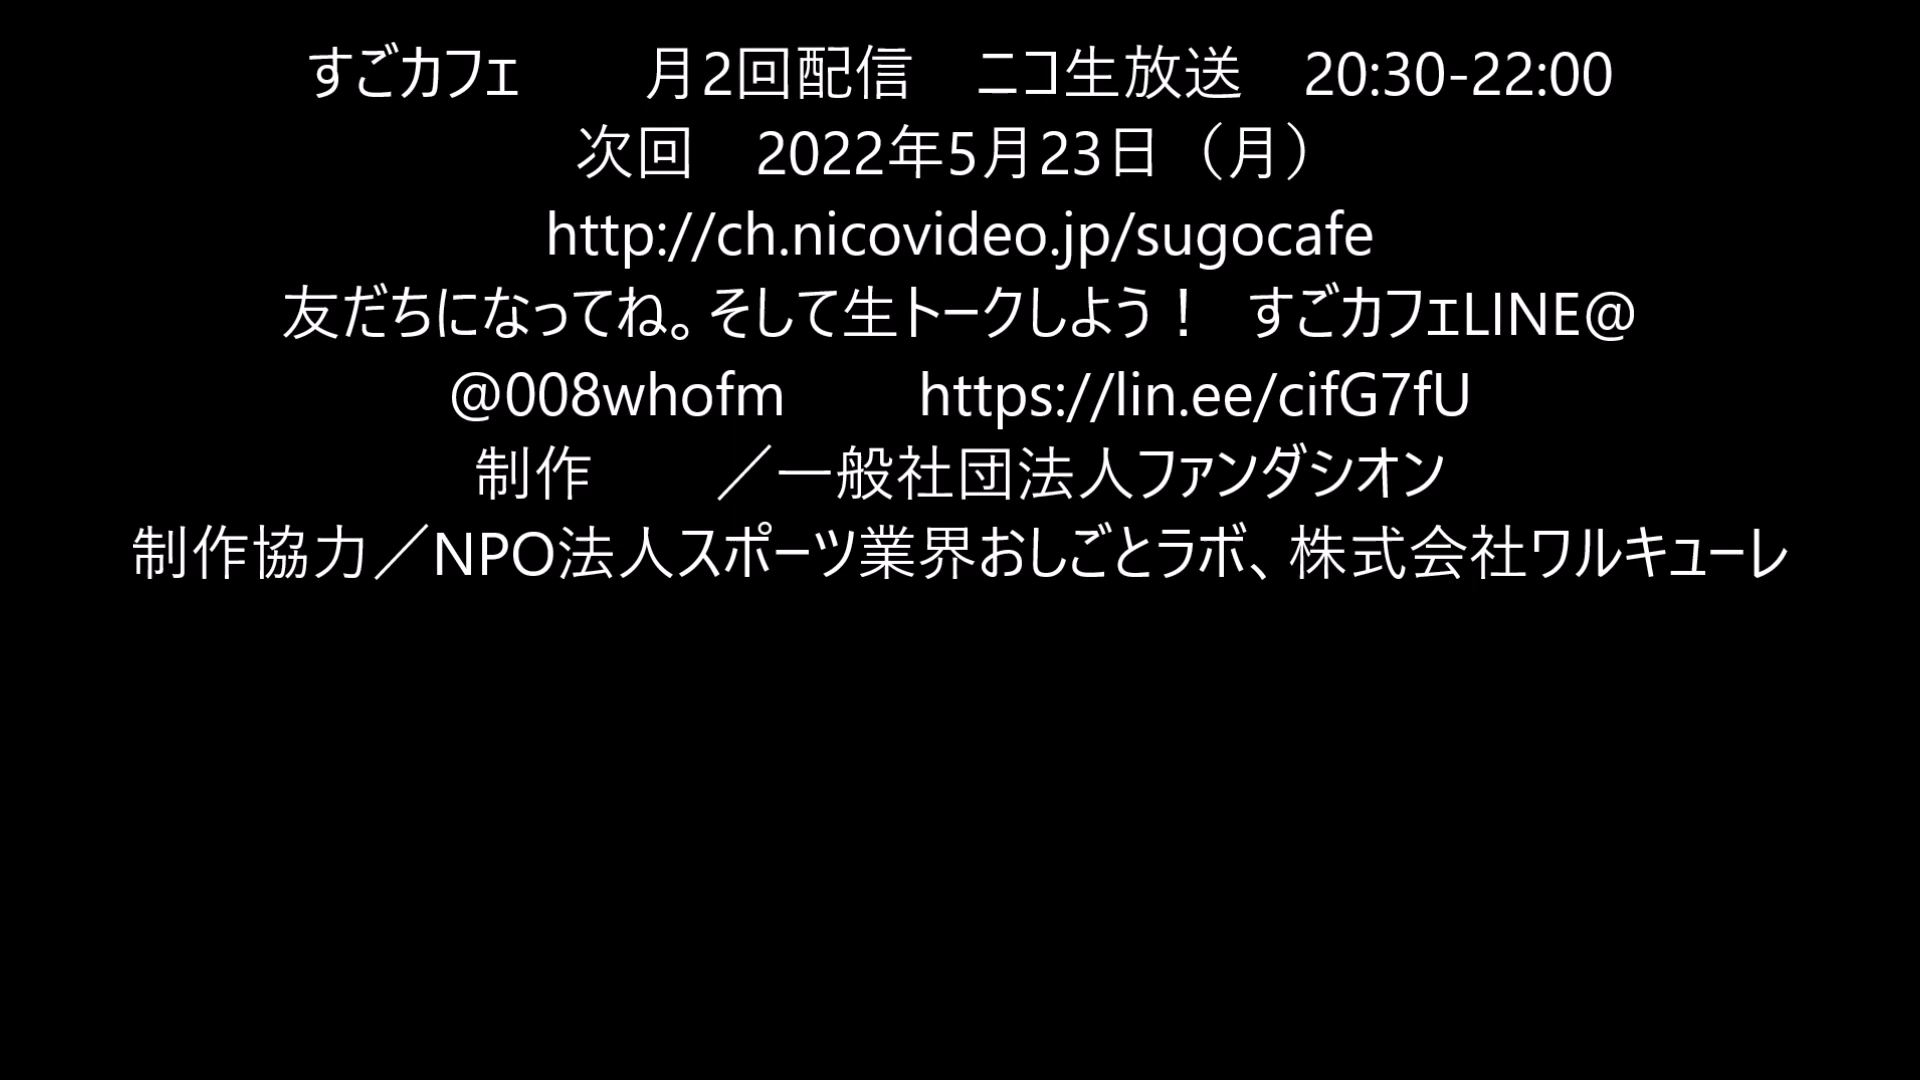 すごカフェ　　月2回配信　ニコ生放送　20:30-22:00
次回　2022年5月23日（月）
http://ch.nicovideo.jp/sugocafe
友だちになってね。そして生トークしよう！　すごカフェLINE@
@008whofm　　https://lin.ee/cifG7fU
制作　　／一般社団法人ファンダシオン
制作協力／NPO法人スポーツ業界おしごとラボ、株式会社ワルキューレ